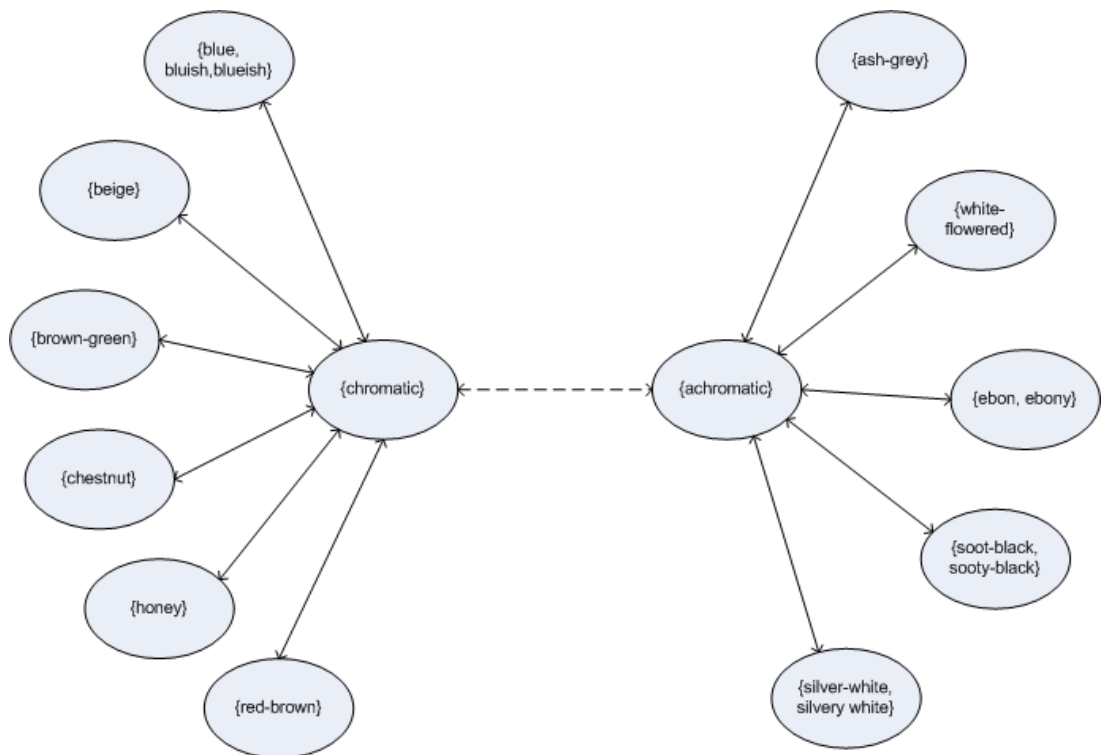 {blue,
bluish,blueish}
{ash-grey}
{beige}
{white-
flowered}
{brown-green}
{chromatic}
{achromatic}
{ebon, ebony}
{chestnut}
{soot-black,
sooty-black}
{honey}
{red-brown}
{silver-white,
silvery white}